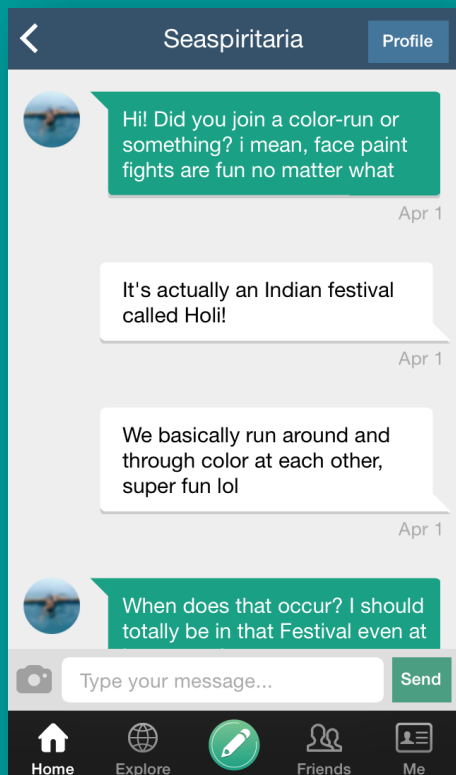 Seaspiritaria
Profile
Hi! Did you join a color-run or
something? i mean, face paint
fights are fun no matter what
Apr 1
It's actually an Indian festival
called Holi!
Apr 1
We basically run around and
through color at each other,
super fun lol
Apr 1
When does that occur? I should
totally be in that Festival even at
Type your message...
Send
Home
Explore
Friends
Me